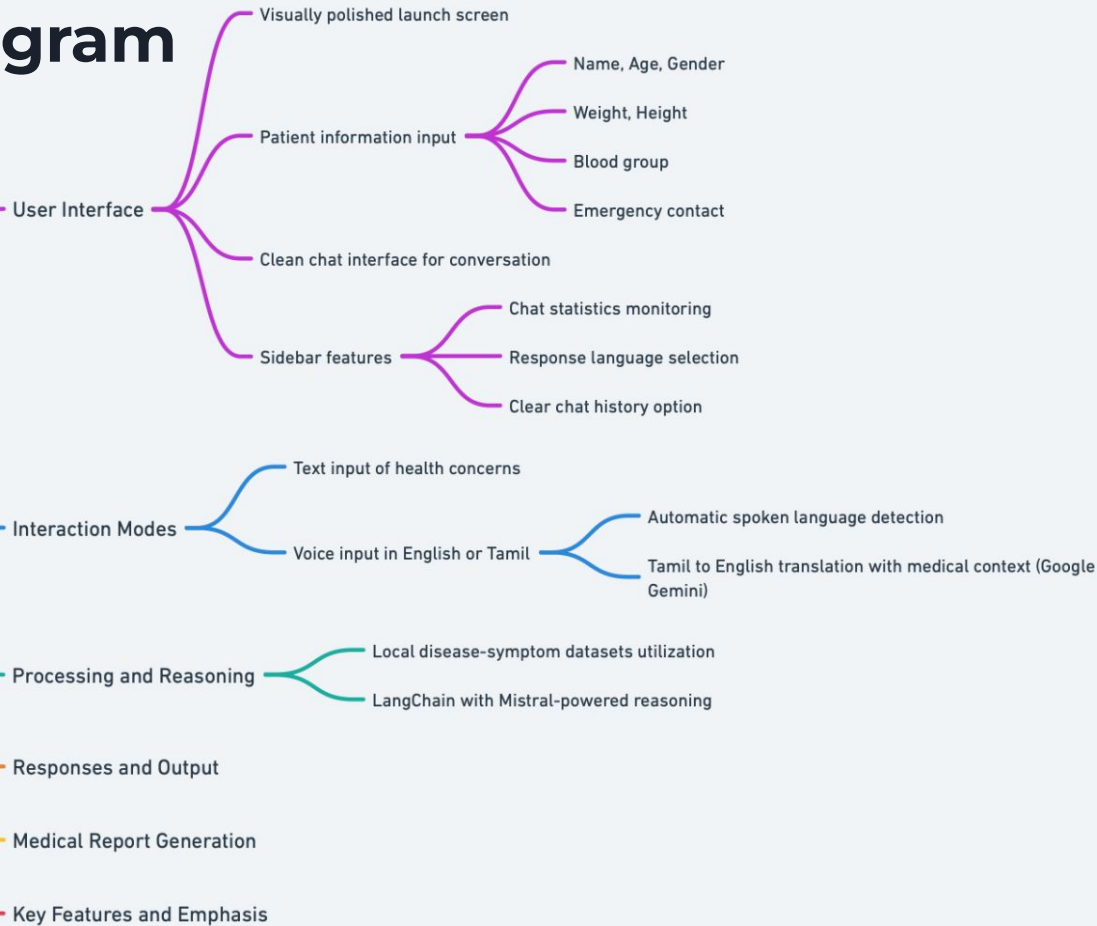 gram
User Interface
Visually polished launch screen
Patient information input
Name, Age, Gender
Weight, Height
Blood group
Emergency contact
Clean chat interface for conversation
Sidebar features
Chat statistics monitoring
Response language selection
Clear chat history option
Interaction Modes
Text input of health concerns
Voice input in English or Tamil
Automatic spoken language detection
Tamil to English translation with medical context (Google
Gemini)
Processing and Reasoning
Local disease-symptom datasets utilization
LangChain with Mistral-powered reasoning
Responses and Output
Medical Report Generation
Key Features and Emphasis